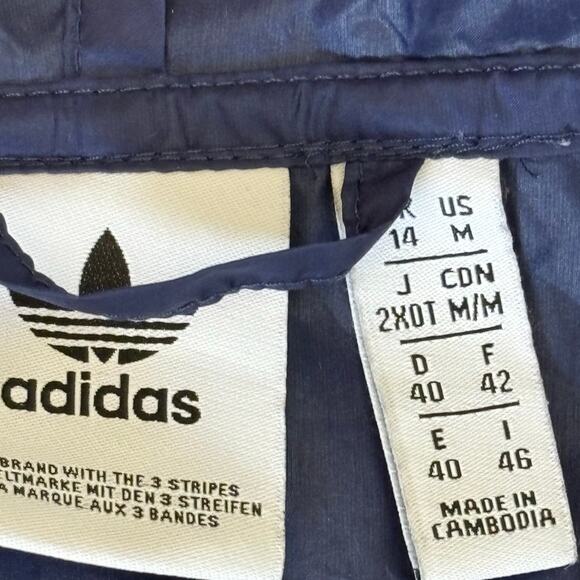 adidas
BRAND WITH THE 3 STRIPES
ELTMARKE MIT DEN 3 STREIFEN
A MARQUE AUX 3 BANDES
K US
14 M
J CDN
2XOT M/M
D F
40 42
E I
40 46
MADE IN
CAMBODIA